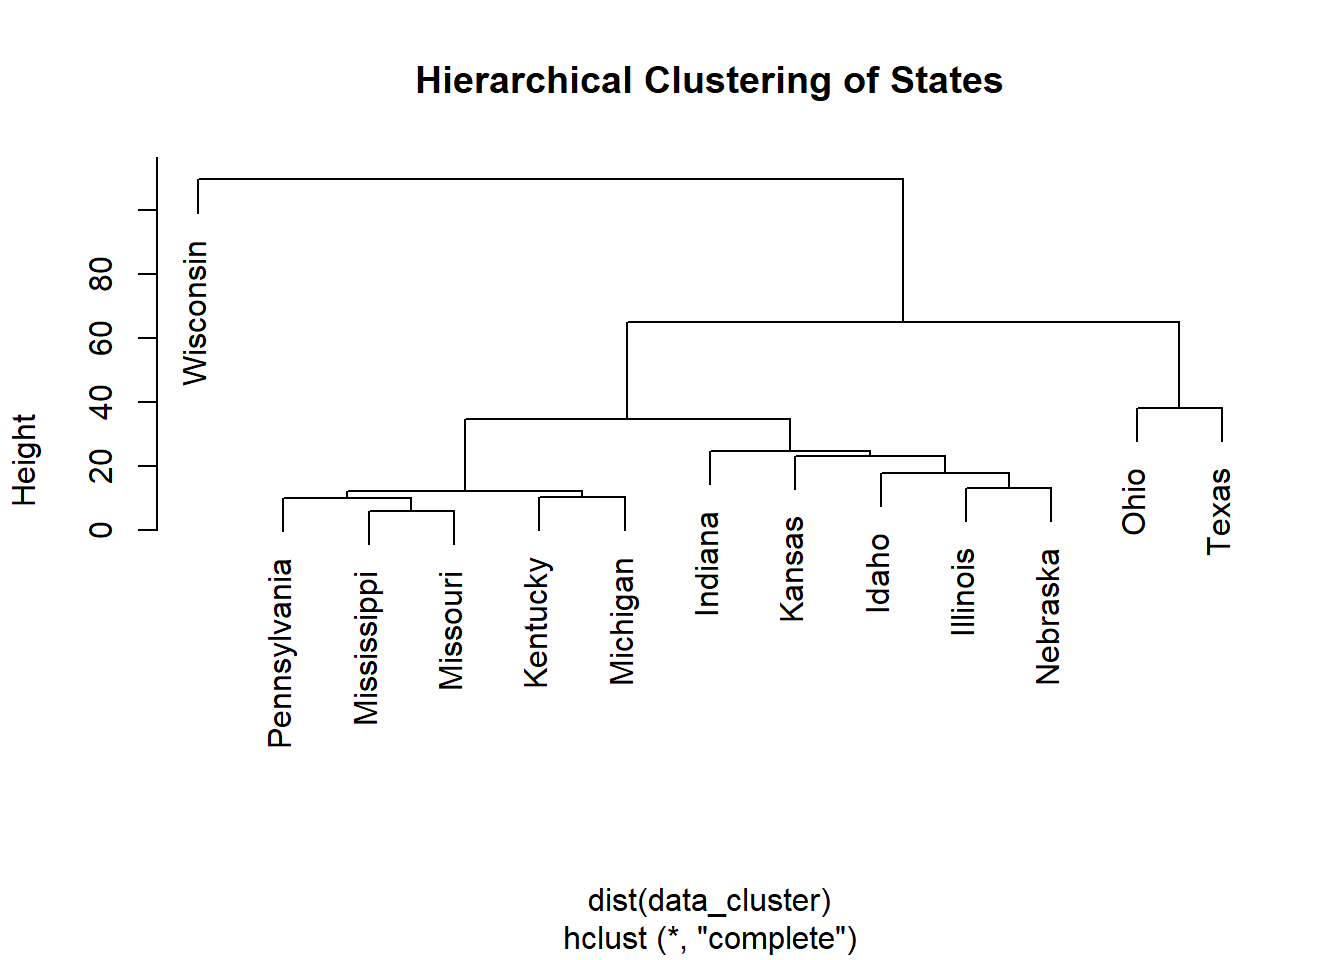 Hierarchical Clustering of States
Height
0
20
40
60
80
Wisconsin
Pennsylvania
Mississippi
Missouri
Kentucky
Michigan
Indiana
Kansas
Idaho
Illinois
Nebraska
Ohio
Texas
dist(data_cluster)
hclust (*, "complete")